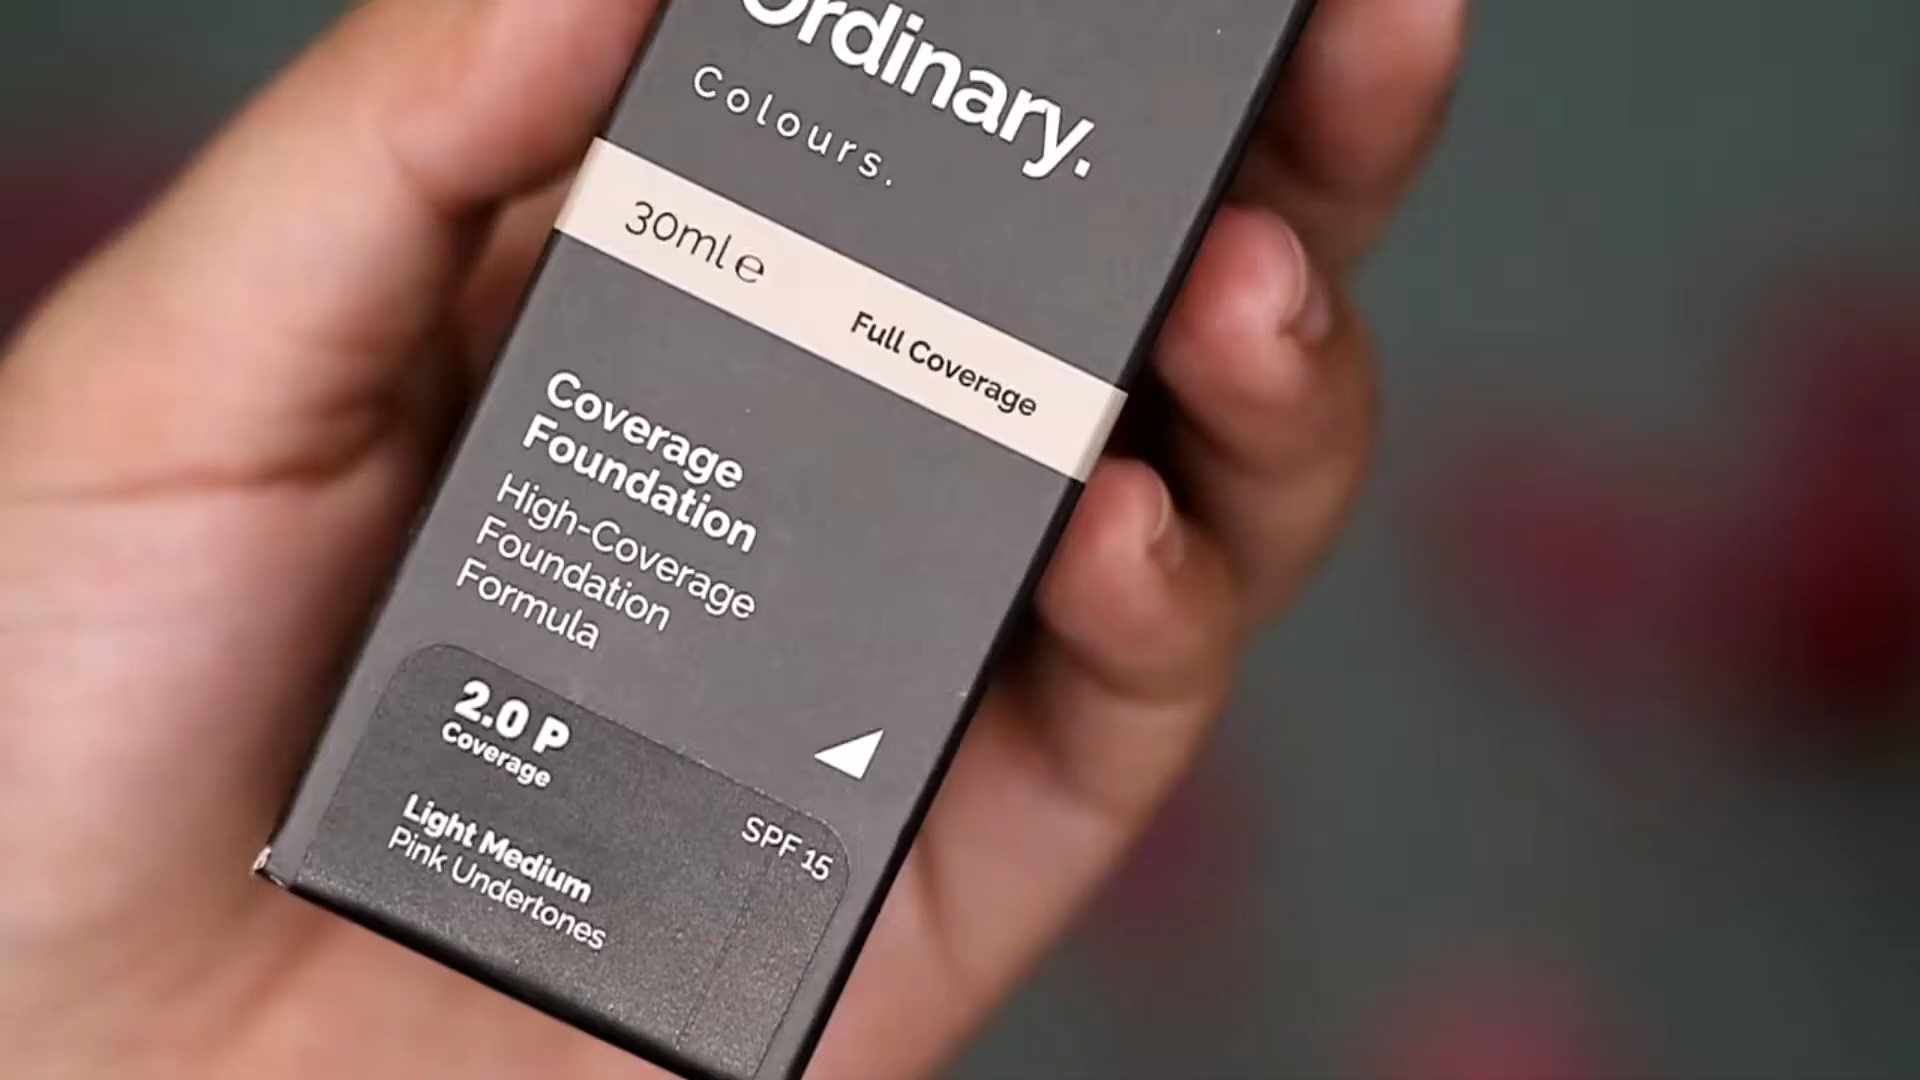 Ordinary.
Colours.
30ml ℮
Full Coverage
Coverage
Foundation
High-Coverage
Foundation
Formula
2.0 P
Coverage
SPF 15
Light Medium
Pink Undertones